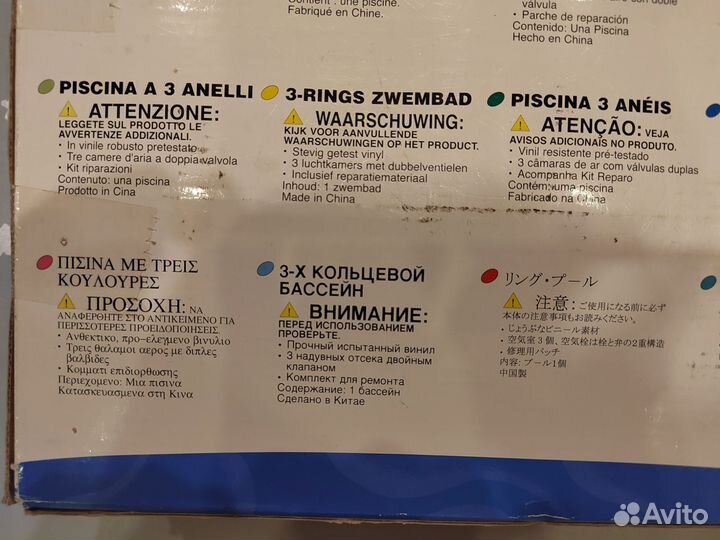 Contient : une piscine.
Fabriqué en Chine.
válvula
• Parche de reparación
Contenido: Una Piscina
Hecho en China
PISCINA A 3 ANELLI
ATTENZIONE:
LEGGETE SUL PRODOTTO LE
AVVERTENZE ADDIZIONALI.
• In vinile robusto pretestato
• Tre camere d'aria a doppia valvola
• Kit riparazioni
Contenuto: una piscina
Prodotto in Cina
3-RINGS ZWEMBAD
WAARSCHUWING:
KIJK VOOR AANVULLENDE
WAARSCHUWINGEN OP HET PRODUCT.
• Stevig getest vinyl
• 3 luchtkamers met dubbelventielen
• Inclusief reparatiemateriaal
Inhoud: 1 zwembad
Made in China
PISCINA 3 ANÉIS
ATENÇÃO: VEJA
AVISOS ADICIONAIS NO PRODUTO.
• Vinil resistente pré-testado
• 3 câmaras de ar com válvulas duplas
• Acompanha Kit Reparo
Contém: uma piscina
Fabricado na China
ΠΙΣΙΝΑ ΜΕ ΤΡΕΙΣ
ΚΟΥΛΟΥΡΕΣ
ΠΡΟΣΟΧΗ: ΝΑ
ΑΝΑΦΕΡΘΗΤΕ ΣΤΟ ΑΝΤΙΚΕΙΜΕΝΟ ΓΙΑ
ΠΕΡΙΣΣΟΤΕΡΕΣ ΠΡΟΕΙΔΟΠΟΙΗΣΕΙΣ.
• Ανθεκτικο, προ–ελεγμενο βινυλιο
• Τρεις θαλαμοι αερος με διπλες
βαλβιδες
• Κομματι επιδιορθωσης
Περιεχομενο: Μια πισινα
Κατασκευασμενα στη Κινα
3-Х КОЛЬЦЕВОЙ
БАССЕЙН
ВНИМАНИЕ:
ПЕРЕД ИСПОЛЬЗОВАНИЕМ
ПРОВЕРЬТЕ.
• Прочный испытанный винил
• 3 надувных отсека двойным
клапаном
• Комплект для ремонта
Содержание: 1 бассейн
Сделано в Китае
リング・プール
注意: ご使用になる前に必ず
本体の注意事項もお読みください。
・じょうぶなビニール素材
・空気室3個、空気栓は栓と弁の2重構造
・修理用パッチ
内容: プール1個
中国製
Avito